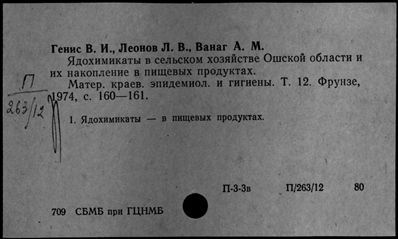 Генис В. И., Леонов Л. В., Ванаг А. М.
Ядохимикаты в сельском хозяйстве Ошской области и
их накопление в пищевых продуктах.
Матер. краев. эпидемиол. и гигиены. Т. 12. Фрунзе,
1974, с. 160—161.
П
263/12
1. Ядохимикаты — в пищевых продуктах.
П-3-3в П/263/12 80
709 СБМБ при ГЦНМБ